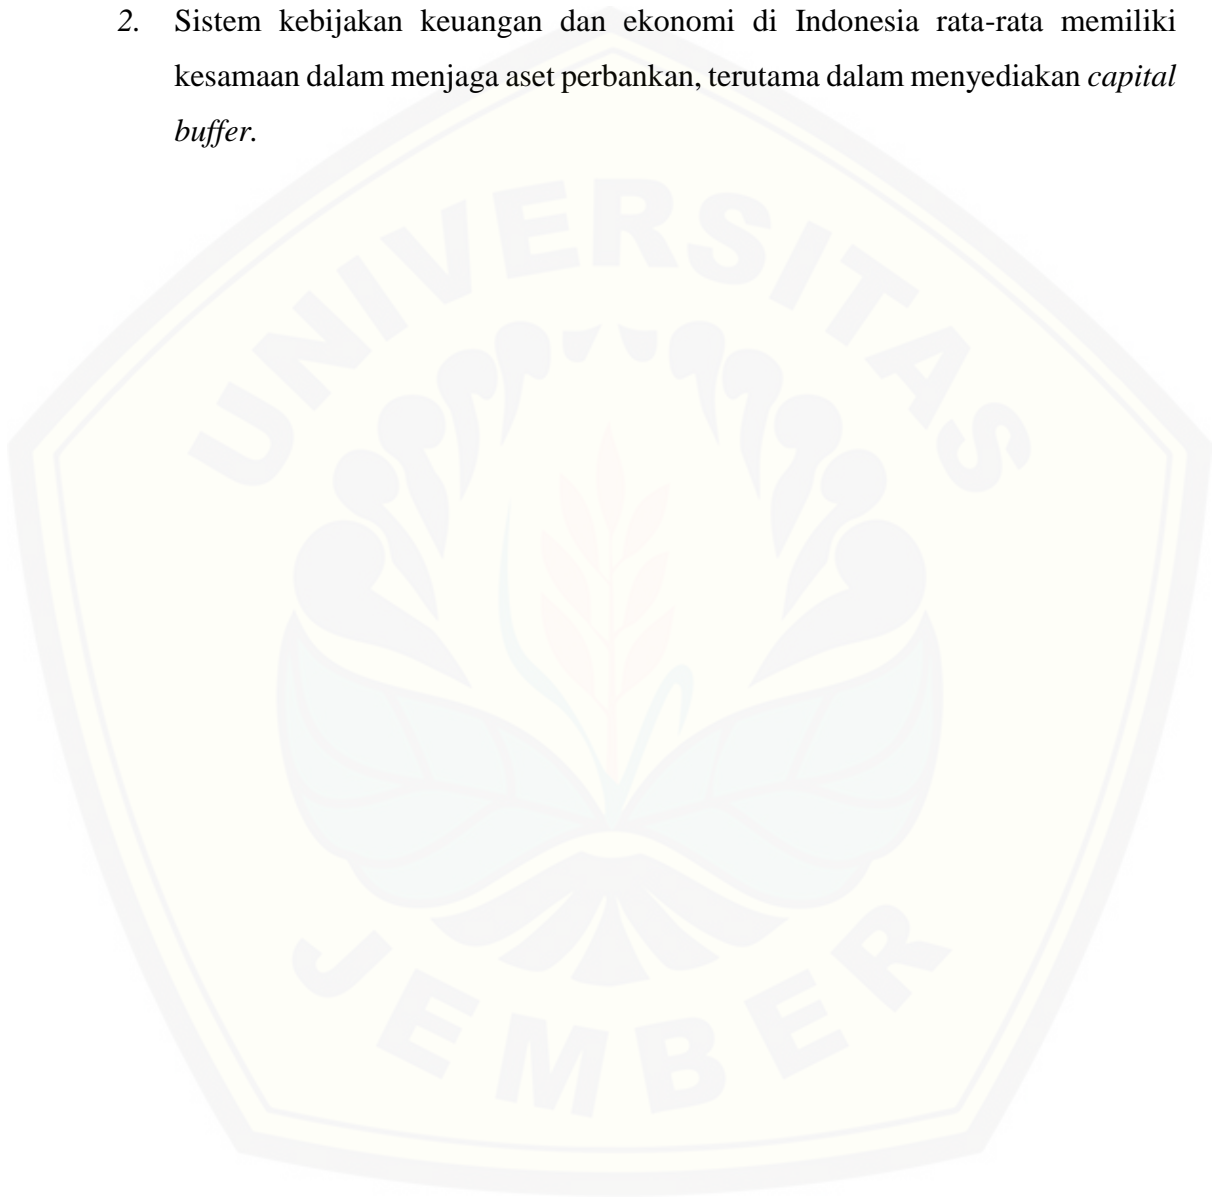 2. Sistem kebijakan keuangan dan ekonomi di Indonesia rata-rata memiliki
kesamaan dalam menjaga aset perbankan, terutama dalam menyediakan capital
buffer.
UNIVERSITAS
JEMBER